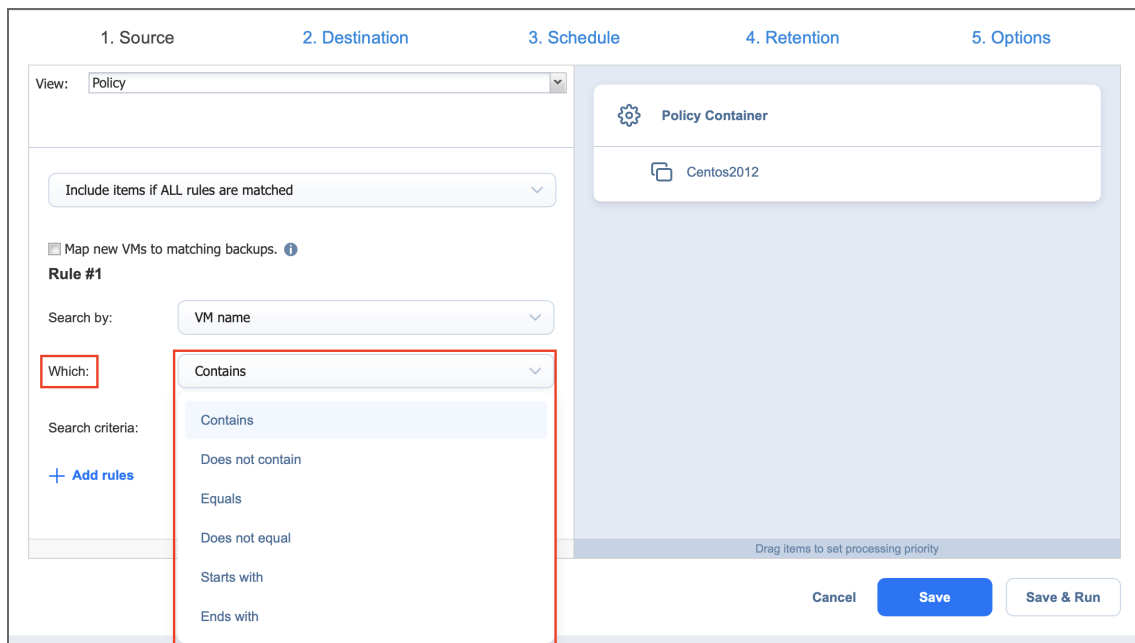 1. Source 2. Destination 3. Schedule 4. Retention 5. Options
View: Policy
Policy Container
Centos2012
Include items if ALL rules are matched
Map new VMs to matching backups.
Rule #1
Search by: VM name
Which: Contains
Contains
Search criteria:
Does not contain
Add rules
Equals
Does not equal
Starts with
Ends with
Drag items to set processing priority
Cancel Save Save & Run